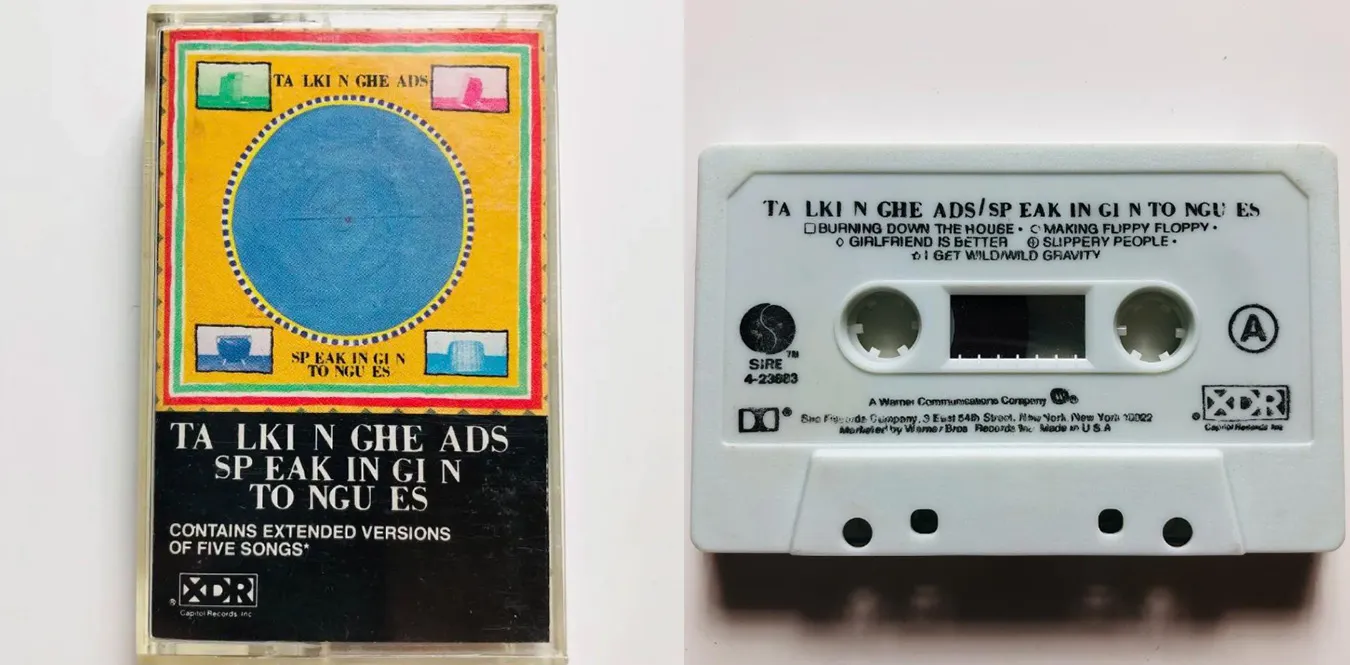 TA LKI N GHE ADS
SP EAK IN GI N
TO NGU ES
TA LKI N GHE ADS
SP EAK IN GI N
TO NGU ES
CONTAINS EXTENDED VERSIONS
OF FIVE SONGS*
® XDR
Capitol Records, Inc
TA LKI N GHE ADS/SP EAK IN GI N TO NGU ES
BURNING DOWN THE HOUSE • MAKING FLIPPY FLOPPY •
GIRLFRIEND IS BETTER SLIPPERY PEOPLE •
I GET WILD/WILD GRAVITY
SIRE™
4-23883
A
A Warner Communications Company
Sire Records Company, 3 East 54th Street, New York, New York 10022
Marketed by Warner Bros. Records Inc. Made in U S A
® XDR
Capitol Records Inc